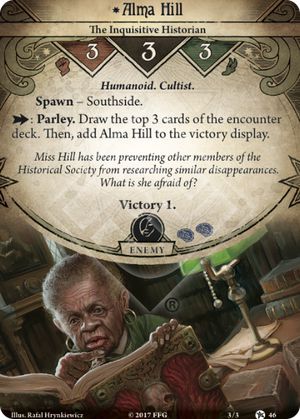 Alma Hill
The Inquisitive Historian
3 3 3
Humanoid. Cultist.
Spawn – Southside.
: Parley. Draw the top 3 cards of the encounter
deck. Then, add Alma Hill to the victory display.
Miss Hill has been preventing other members of the
Historical Society from researching similar disappearances.
What is she afraid of?
Victory 1.
ENEMY
®
Illus. Rafał Hrynkiewicz
© 2017 FFG
3/3
46